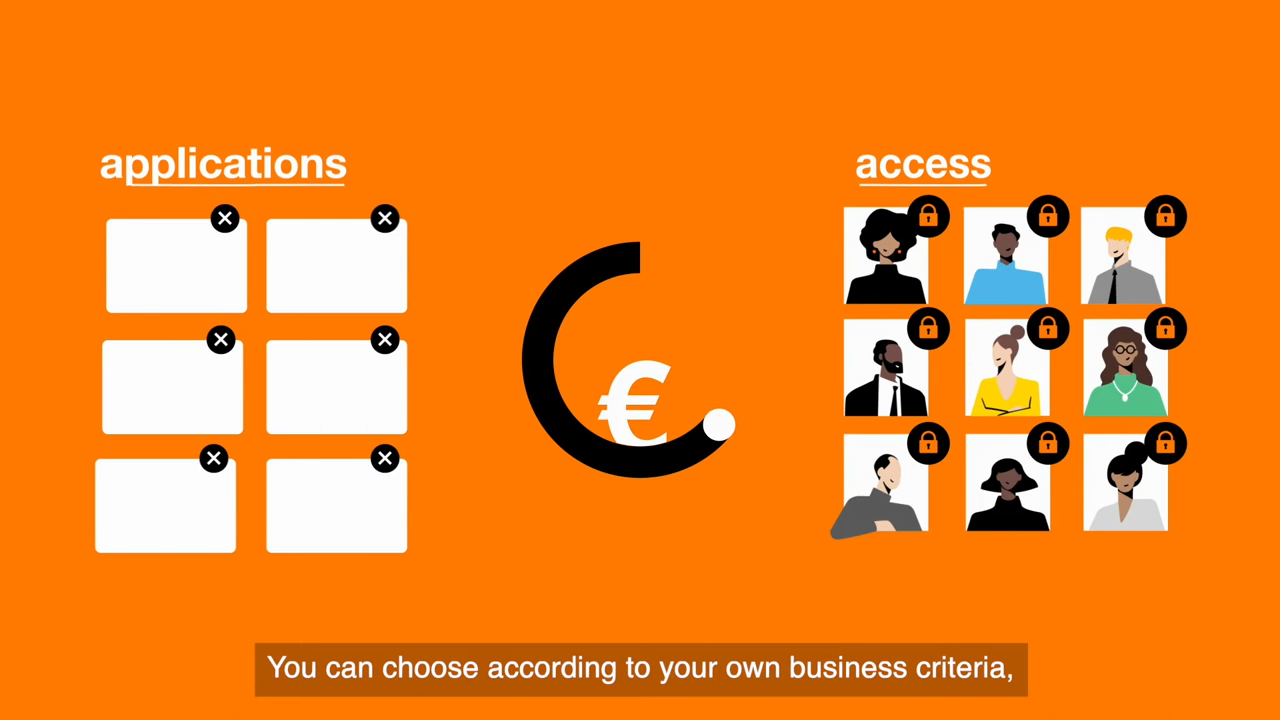 applications
access
€
You can choose according to your own business criteria,